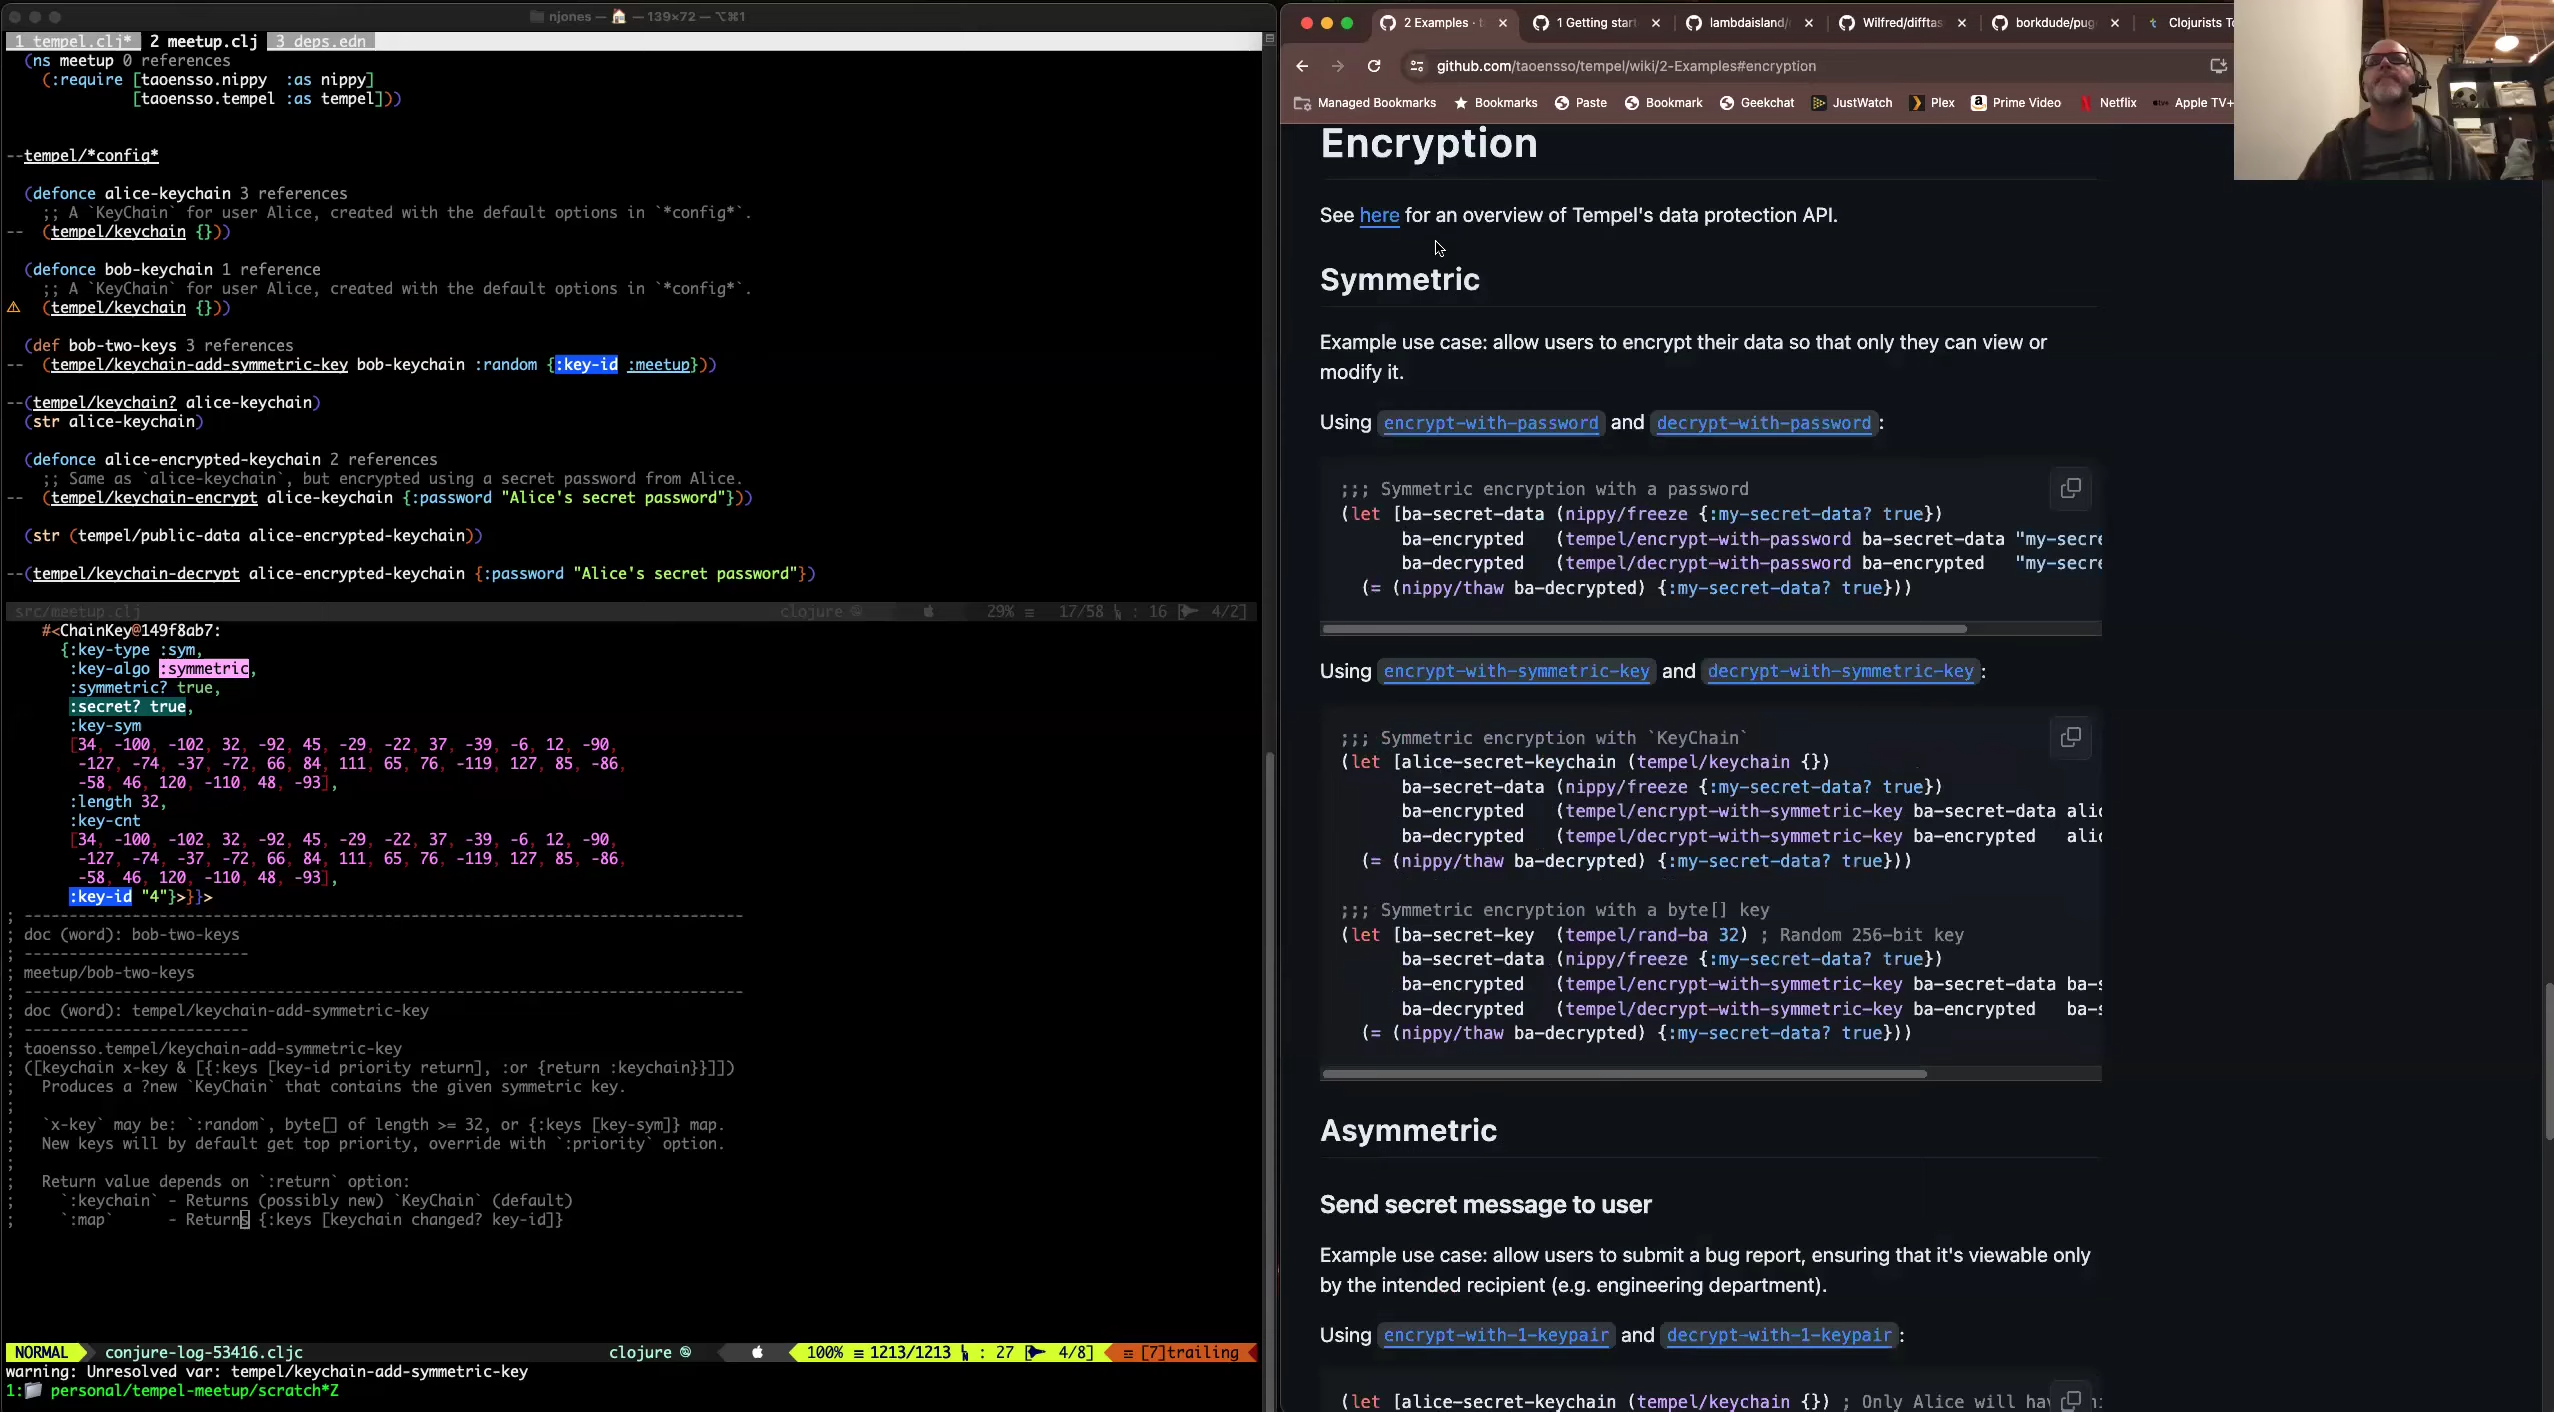 njones — 🏠 — 139×72 — ⌥⌘1
1 tempel.clj* 2 meetup.clj 3 deps.edn
(ns meetup 0 references
(:require [taoensso.nippy :as nippy]
[taoensso.tempel :as tempel]))
--tempel/*config*
(defonce alice-keychain 3 references
;; A `KeyChain` for user Alice, created with the default options in `*config*`.
-- (tempel/keychain {}))
(defonce bob-keychain 1 reference
;; A `KeyChain` for user Alice, created with the default options in `*config*`.
⚠ (tempel/keychain {}))
(def bob-two-keys 3 references
-- (tempel/keychain-add-symmetric-key bob-keychain :random {:key-id :meetup}))
--(tempel/keychain? alice-keychain)
(str alice-keychain)
(defonce alice-encrypted-keychain 2 references
;; Same as `alice-keychain`, but encrypted using a secret password from Alice.
-- (tempel/keychain-encrypt alice-keychain {:password "Alice's secret password"}))
(str (tempel/public-data alice-encrypted-keychain))
--(tempel/keychain-decrypt alice-encrypted-keychain {:password "Alice's secret password"})
src/meetup.clj clojure 29% ≡ 17/58 : 16 4/2]
#<ChainKey@149f8ab7:
{:key-type :sym,
:key-algo :symmetric,
:symmetric? true,
:secret? true,
:key-sym
[34, -100, -102, 32, -92, 45, -29, -22, 37, -39, -6, 12, -90,
-127, -74, -37, -72, 66, 84, 111, 65, 76, -119, 127, 85, -86,
-58, 46, 120, -110, 48, -93],
:length 32,
:key-cnt
[34, -100, -102, 32, -92, 45, -29, -22, 37, -39, -6, 12, -90,
-127, -74, -37, -72, 66, 84, 111, 65, 76, -119, 127, 85, -86,
-58, 46, 120, -110, 48, -93],
:key-id "4"}>}}>
; --------------------------------------------------------------------------------
; doc (word): bob-two-keys
; -------------------------
; meetup/bob-two-keys
; --------------------------------------------------------------------------------
; doc (word): tempel/keychain-add-symmetric-key
; -------------------------
; taoensso.tempel/keychain-add-symmetric-key
; ([keychain x-key & [{:keys [key-id priority return], :or {return :keychain}}]])
; Produces a ?new `KeyChain` that contains the given symmetric key.
;
; `x-key` may be: `:random`, byte[] of length >= 32, or {:keys [key-sym]} map.
; New keys will by default get top priority, override with `:priority` option.
;
; Return value depends on `:return` option:
; `:keychain` - Returns (possibly new) `KeyChain` (default)
; `:map` - Returns {:keys [keychain changed? key-id]}
NORMAL conjure-log-53416.cljc clojure 100% ≡ 1213/1213 : 27 4/8] ≡ [7]trailing
warning: Unresolved var: tempel/keychain-add-symmetric-key
1: personal/tempel-meetup/scratch*Z
2 Examples · t × 1 Getting star × lambdaisland/ × Wilfred/difftas × borkdude/pug × Clojurists To
github.com/taoensso/tempel/wiki/2-Examples#encryption
Managed Bookmarks Bookmarks Paste Bookmark Geekchat JustWatch Plex Prime Video Netflix Apple TV+
Encryption
See here for an overview of Tempel's data protection API.
Symmetric
Example use case: allow users to encrypt their data so that only they can view or
modify it.
Using encrypt-with-password and decrypt-with-password:
;;; Symmetric encryption with a password
(let [ba-secret-data (nippy/freeze {:my-secret-data? true})
ba-encrypted (tempel/encrypt-with-password ba-secret-data "my-secre
ba-decrypted (tempel/decrypt-with-password ba-encrypted "my-secre
(= (nippy/thaw ba-decrypted) {:my-secret-data? true}))
Using encrypt-with-symmetric-key and decrypt-with-symmetric-key:
;;; Symmetric encryption with `KeyChain`
(let [alice-secret-keychain (tempel/keychain {})
ba-secret-data (nippy/freeze {:my-secret-data? true})
ba-encrypted (tempel/encrypt-with-symmetric-key ba-secret-data alic
ba-decrypted (tempel/decrypt-with-symmetric-key ba-encrypted alic
(= (nippy/thaw ba-decrypted) {:my-secret-data? true}))
;;; Symmetric encryption with a byte[] key
(let [ba-secret-key (tempel/rand-ba 32) ; Random 256-bit key
ba-secret-data (nippy/freeze {:my-secret-data? true})
ba-encrypted (tempel/encrypt-with-symmetric-key ba-secret-data ba-s
ba-decrypted (tempel/decrypt-with-symmetric-key ba-encrypted ba-s
(= (nippy/thaw ba-decrypted) {:my-secret-data? true}))
Asymmetric
Send secret message to user
Example use case: allow users to submit a bug report, ensuring that it's viewable only
by the intended recipient (e.g. engineering department).
Using encrypt-with-1-keypair and decrypt-with-1-keypair:
(let [alice-secret-keychain (tempel/keychain {}) ; Only Alice will hav